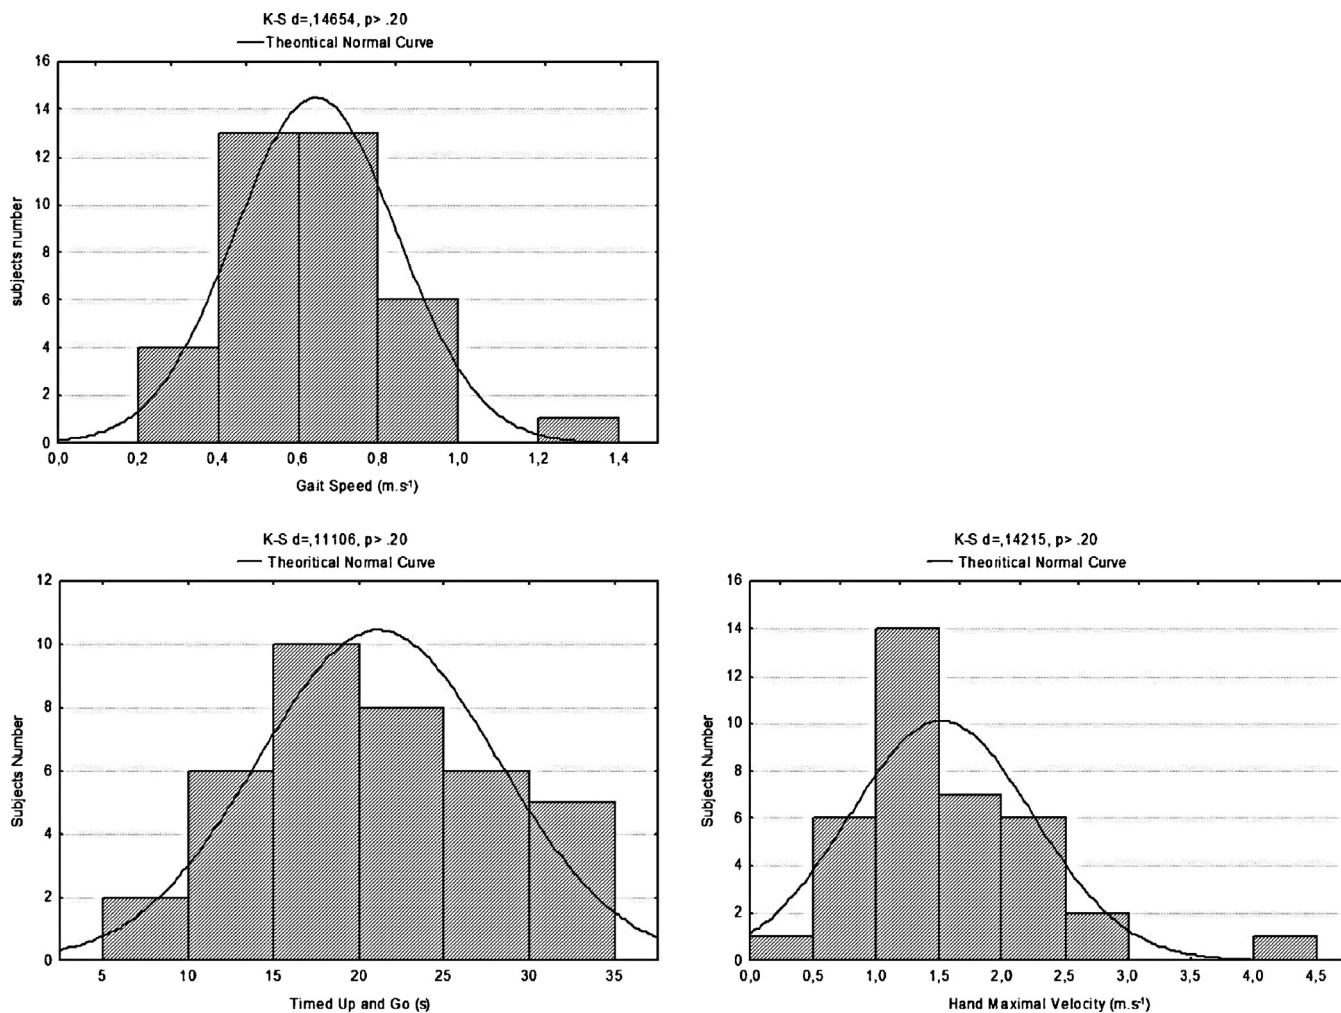 K-S d=,14654, p> .20
Theoritical Normal Curve
16
14
12
10
8
6
4
2
0
subjects number
0,0 0,2 0,4 0,6 0,8 1,0 1,2 1,4
Gait Speed (m.s-1)
K-S d=,11106, p> .20
Theoritical Normal Curve
12
10
8
6
4
2
0
Subjects Number
5 10 15 20 25 30 35
Timed Up and Go (s)
K-S d=,14215, p> .20
Theoritical Normal Curve
16
14
12
10
8
6
4
2
0
Subjects Number
0,0 0,5 1,0 1,5 2,0 2,5 3,0 3,5 4,0 4,5
Hand Maximal Velocity (m.s-1)